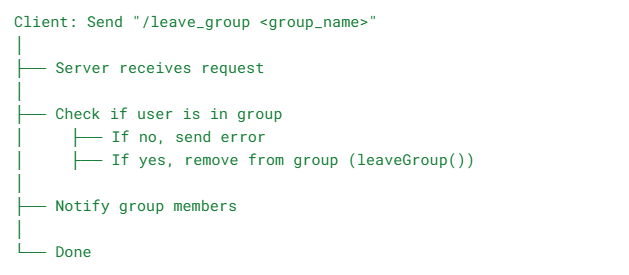 Client: Send "/leave_group <group_name>"
│
├── Server receives request
│
├── Check if user is in group
│     ├── If no, send error
│     ├── If yes, remove from group (leaveGroup())
│
├── Notify group members
│
└── Done